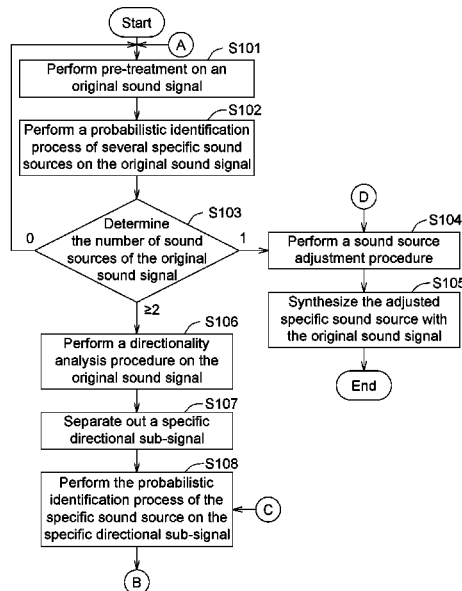 Start
A
S101
Perform pre-treatment on an
original sound signal
S102
Perform a probabilistic identification
process of several specific sound
sources on the original sound signal
S103
0
Determine
the number of sound
sources of the original
sound signal
1
≥2
D
S104
Perform a sound source
adjustment procedure
S105
Synthesize the adjusted
specific sound source with
the original sound signal
End
S106
Perform a directionality
analysis procedure on the
original sound signal
S107
Separate out a specific
directional sub-signal
S108
Perform the probabilistic
identification process of the
specific sound source on the
specific directional sub-signal
C
B